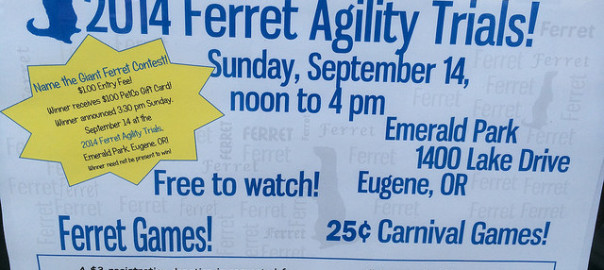 2014 Ferret Agility Trials!
Name the Giant Ferret Contest!
$1.00 Entry Fee!
Winner receives $100 PetCo Gift Card!
Winner announced 3:30 pm Sunday,
September 14 at the
2014 Ferret Agility Trials,
Emerald Park, Eugene, OR!
Winner need not be present to win!
Sunday, September 14,
noon to 4 pm
Emerald Park
1400 Lake Drive
Eugene, OR
Free to watch!
Ferret Games!
25¢ Carnival Games!